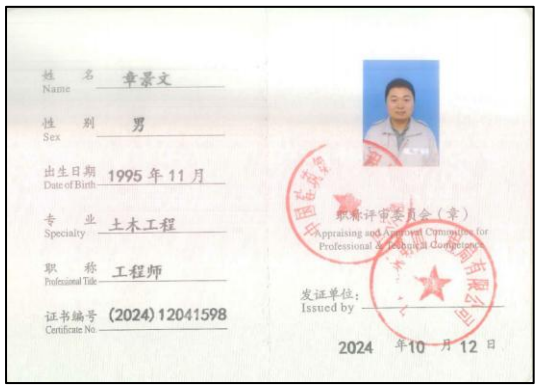 姓 名 章景文
Name
性 别 男
Sex
出生日期 1995 年 11 月
Date of Birth
专 业 土木工程
Specialty
职 称 工程师
Professional Title
证书编号 (2024)12041598
Certificate No.
职称评审委员会(章)
Appraising and Approval Committee for
Professional & Technical Competence
发证单位:
Issued by
2024 年10 月 12 日